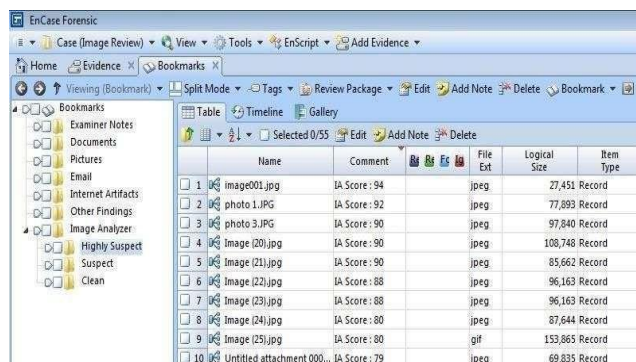 EnCase Forensic
Case (Image Review) View Tools EnScript Add Evidence
Home Evidence Bookmarks
Viewing (Bookmark) Split Mode Tags Review Package Edit Add Note Delete Bookmark
Bookmarks
Examiner Notes
Documents
Pictures
Email
Internet Artifacts
Other Findings
Image Analyzer
Highly Suspect
Suspect
Clean
Table Timeline Gallery
Selected 0/55 Edit Add Note Delete
Name Comment File Ext Logical Size Item Type
1 image001.jpg IA Score : 94 jpeg 27,451 Record
2 photo 1.JPG IA Score : 92 jpeg 77,893 Record
3 photo 3.JPG IA Score : 90 jpeg 97,840 Record
4 Image (20).jpg IA Score : 90 jpeg 108,748 Record
5 Image (21).jpg IA Score : 90 jpeg 85,662 Record
6 Image (22).jpg IA Score : 88 jpeg 96,163 Record
7 Image (23).jpg IA Score : 88 jpeg 96,163 Record
8 Image (24).jpg IA Score : 80 jpeg 87,644 Record
9 Image (25).jpg IA Score : 80 gif 153,865 Record
10 Untitled attachment 000... IA Score : 79 jpeg 69,835 Record